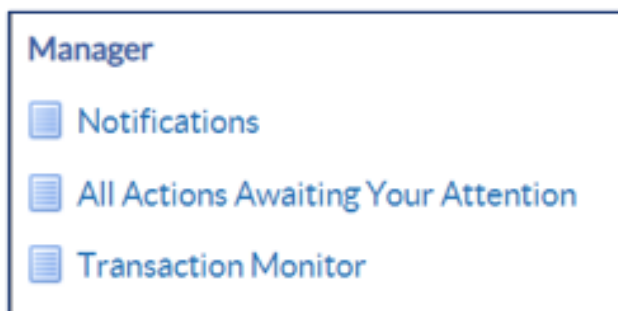 Manager
Notifications
All Actions Awaiting Your Attention
Transaction Monitor